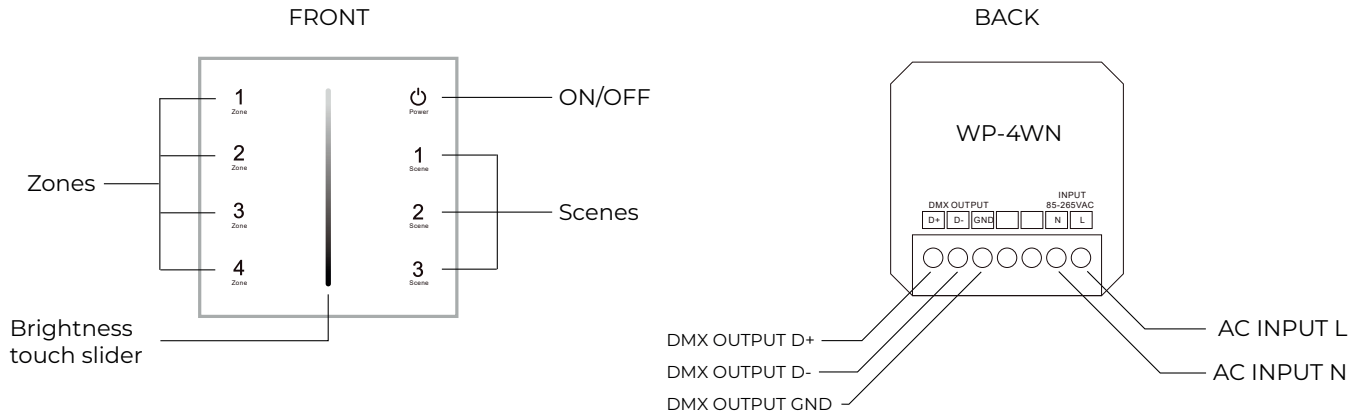 FRONT
1
Zone
2
Zone
3
Zone
4
Zone
Power
1
Scene
2
Scene
3
Scene
Zones
ON/OFF
Scenes
Brightness
touch slider
BACK
WP-4WN
INPUT
DMX OUTPUT 85-265VAC
D+ D- GND N L
DMX OUTPUT D+
DMX OUTPUT D-
DMX OUTPUT GND
AC INPUT L
AC INPUT N